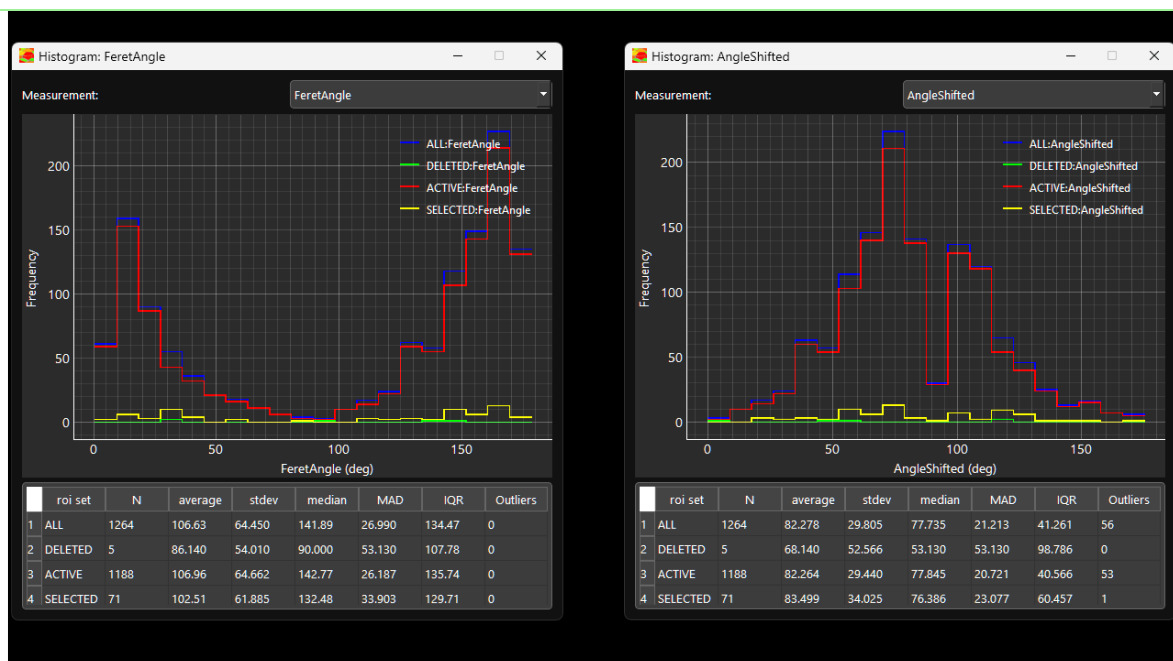 Histogram: FeretAngle
Measurement:
FeretAngle
ALL:FeretAngle
DELETED:FeretAngle
ACTIVE:FeretAngle
SELECTED:FeretAngle
200
150
100
50
0
Frequency
0 50 100 150
FeretAngle (deg)
roi set N average stdev median MAD IQR Outliers
1 ALL 1264 106.63 64.450 141.89 26.990 134.47 0
2 DELETED 5 86.140 54.010 90.000 53.130 107.78 0
3 ACTIVE 1188 106.96 64.662 142.77 26.187 135.74 0
4 SELECTED 71 102.51 61.885 132.48 33.903 129.71 0
Histogram: AngleShifted
Measurement:
AngleShifted
ALL:AngleShifted
DELETED:AngleShifted
ACTIVE:AngleShifted
SELECTED:AngleShifted
200
150
100
50
0
Frequency
0 50 100 150
AngleShifted (deg)
roi set N average stdev median MAD IQR Outliers
1 ALL 1264 82.278 29.805 77.735 21.213 41.261 56
2 DELETED 5 68.140 52.566 53.130 53.130 98.786 0
3 ACTIVE 1188 82.264 29.440 77.845 20.721 40.566 53
4 SELECTED 71 83.499 34.025 76.386 23.077 60.457 1